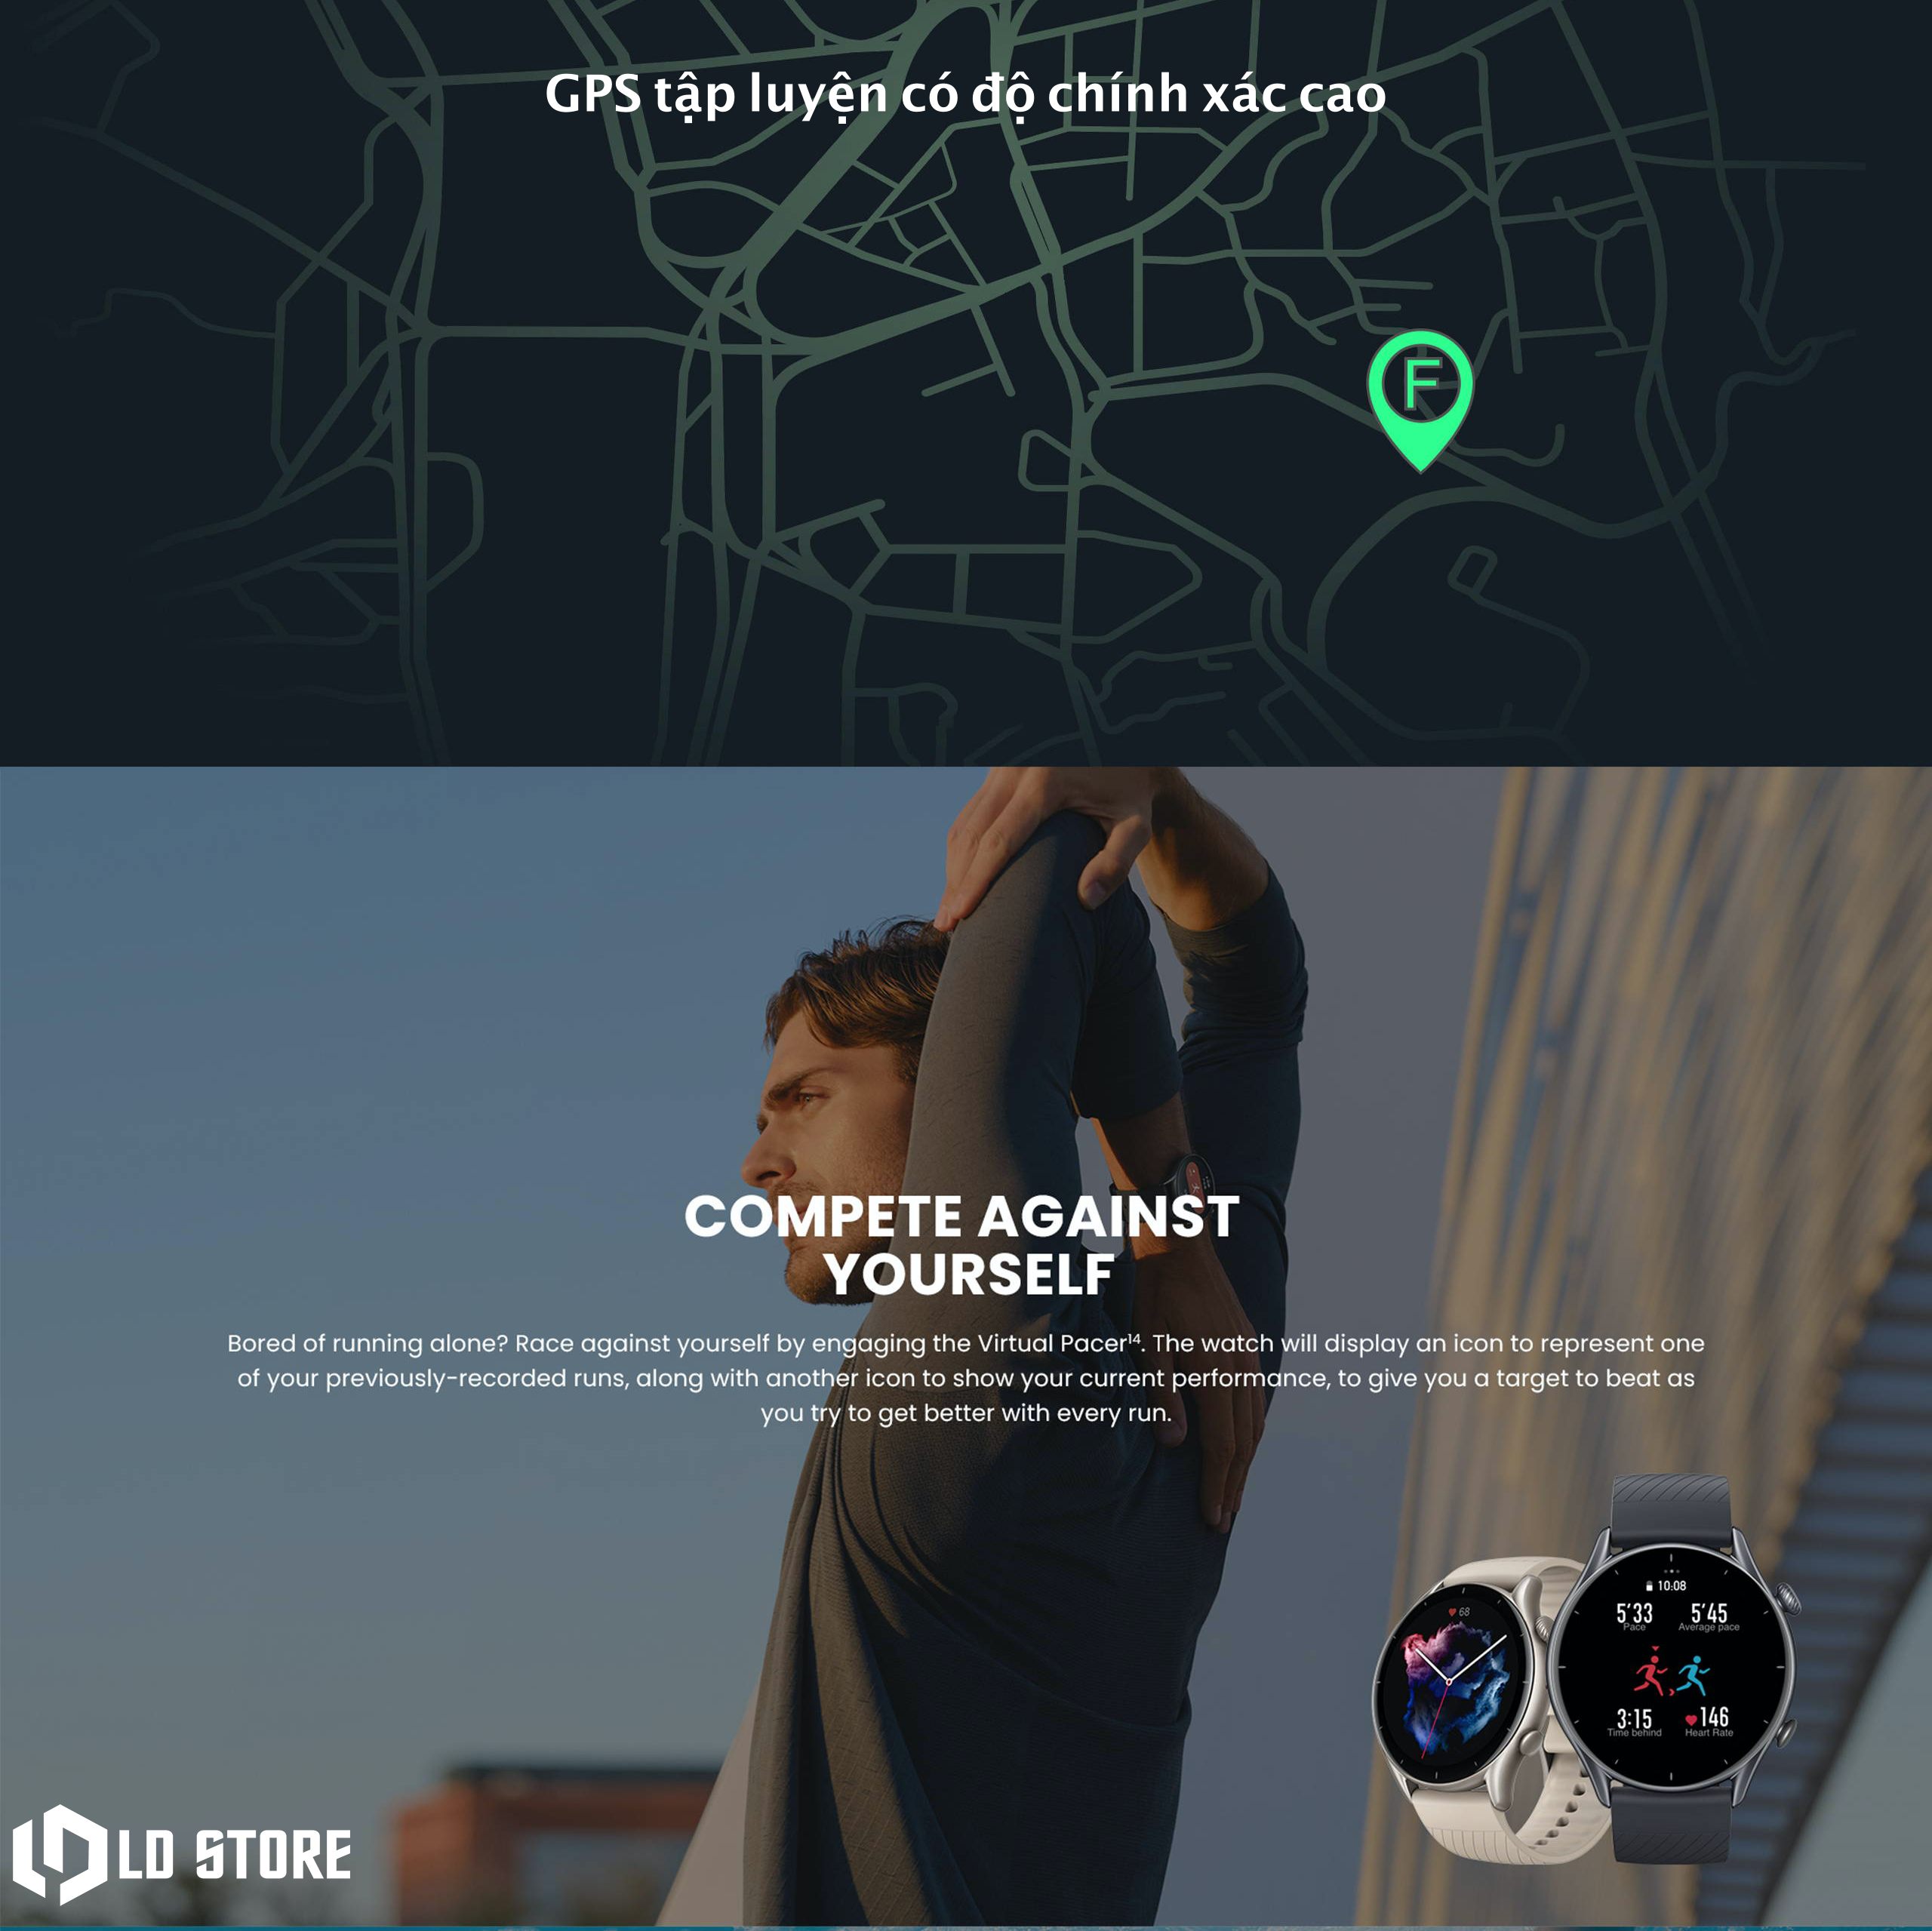 GPS tập luyện có độ chính xác cao
F
COMPETE AGAINST
YOURSELF
Bored of running alone? Race against yourself by engaging the Virtual Pacer¹⁴. The watch will display an icon to represent one
of your previously-recorded runs, along with another icon to show your current performance, to give you a target to beat as
you try to get better with every run.
68
10:08
5'33 5'45
Pace Average pace
3:15 146
Time behind Heart Rate
LD STORE